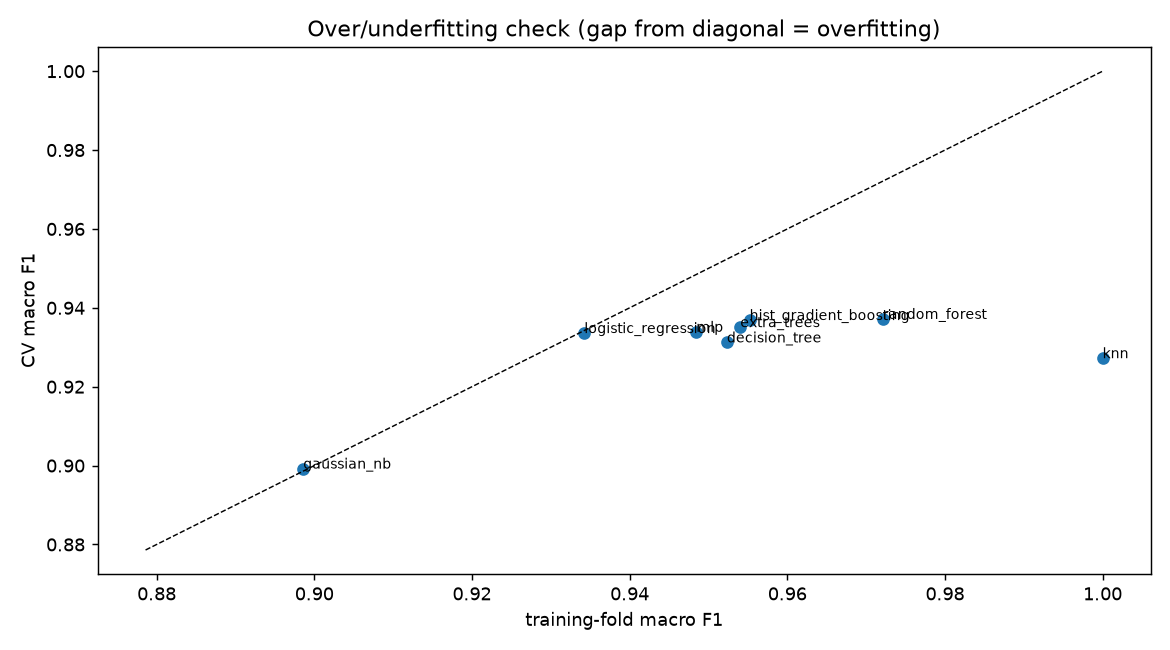 Over/underfitting check (gap from diagonal = overfitting)
CV macro F1
1.00
0.98
0.96
0.94
0.92
0.90
0.88
hist_gradient_boosting
random_forest
extra_trees
logistic_regression
mlp
decision_tree
knn
gaussian_nb
0.88 0.90 0.92 0.94 0.96 0.98 1.00
training-fold macro F1